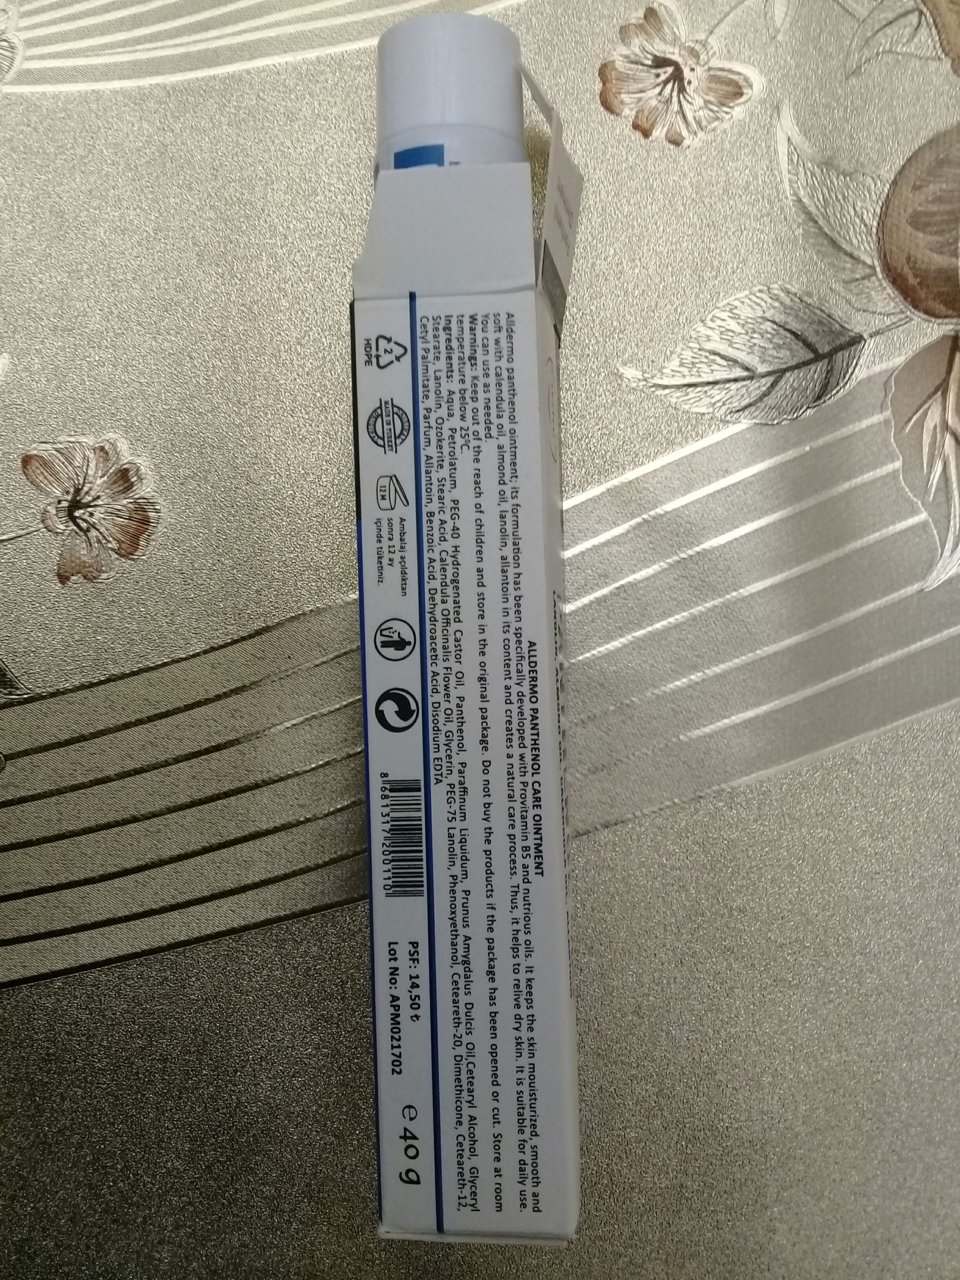 ALLDERMO PANTHENOL CARE OINTMENT
Alldermo panthenol ointment; its formulation has been specifically developed with Provitamin B5 and nutrious oils. It keeps the skin mouisturized, smooth and
soft with calendula oil, almond oil, lanolin, allantoin in its content and creates a natural care process. Thus, it helps to relive dry skin. It is suitable for daily use.
You can use as needed.
Warnings: Keep out of the reach of children and store in the original package. Do not buy the products if the package has been opened or cut. Store at room
temperature below 25°C.
Ingredients: Aqua, Petrolatum, PEG-40 Hydrogenated Castor Oil, Panthenol, Paraffinum Liquidum, Prunus Amygdalus Dulcis Oil,Cetearyl Alcohol, Glyceryl
Stearate, Lanolin, Ozokerite, Stearic Acid, Calendula Officinalis Flower Oil, Glycerin, PEG-75 Lanolin, Phenoxyethanol, Ceteareth-20, Dimethicone, Ceteareth-12,
Cetyl Palmitate, Parfum, Allantoin, Benzoic Acid, Dehydroacetic Acid, Disodium EDTA
2
HDPE
MADE IN TURKEY
12 M
Ambalaj açıldıktan
sonra 12 ay
içinde tüketiniz.
8 681317 200110
PSF: 14,50 ₺
Lot No: APM021702
e 40 g